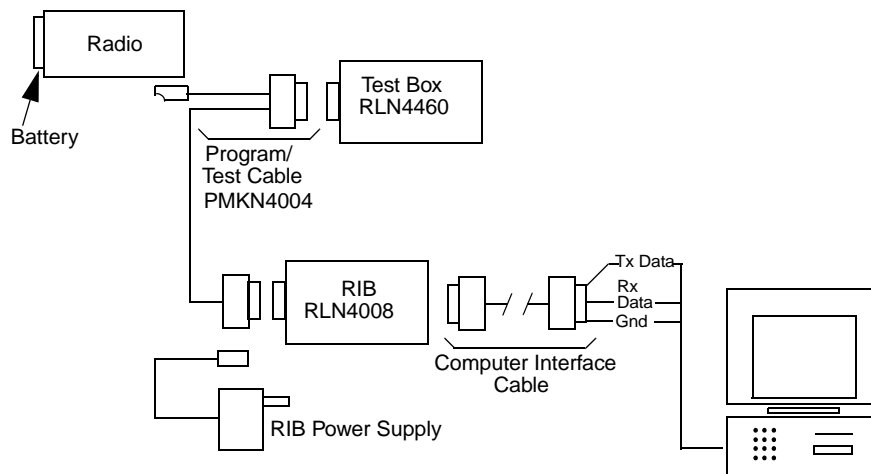 Radio
Battery
Test Box
RLN4460
Program/
Test Cable
PMKN4004
RIB
RLN4008
Tx Data
Rx
Data
Gnd
Computer Interface
Cable
RIB Power Supply